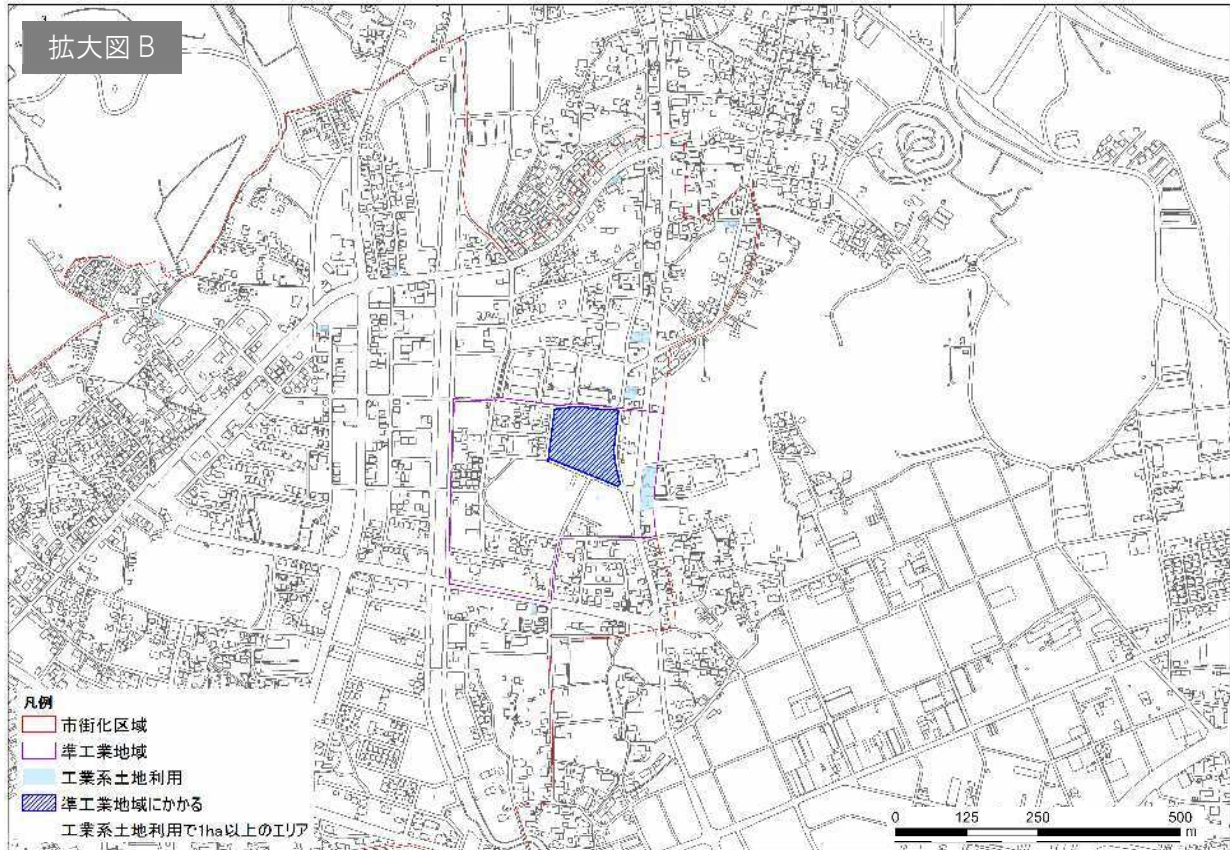 拡大図 B
凡例
市街化区域
準工業地域
工業系土地利用
準工業地域にかかる
工業系土地利用で1ha以上のエリア
0 125 250 500
m